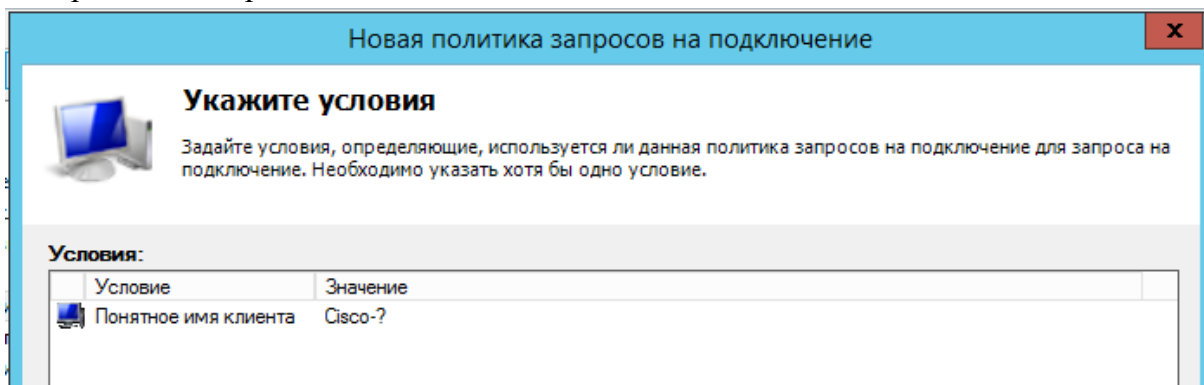 Новая политика запросов на подключение
x
Укажите условия
Задайте условия, определяющие, используется ли данная политика запросов на подключение для запроса на
подключение. Необходимо указать хотя бы одно условие.
Условия:
Условие Значение
Понятное имя клиента Cisco-?